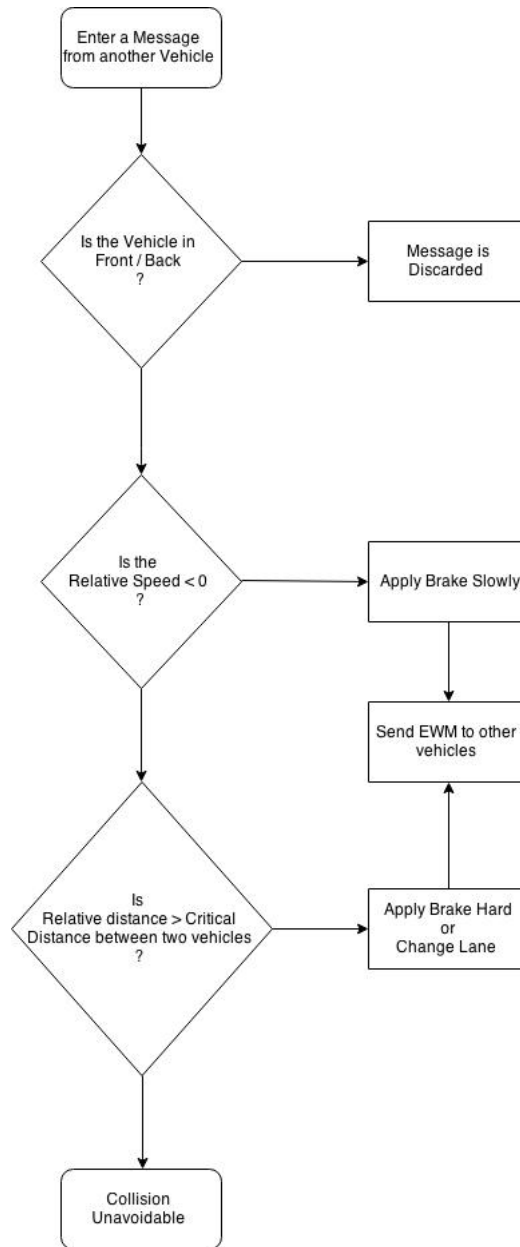 Enter a Message
from another Vehicle
Is the Vehicle in
Front / Back
?
Message is
Discarded
Is the
Relative Speed < 0
?
Apply Brake Slowly
Send EWM to other
vehicles
Is
Relative distance > Critical
Distance between two vehicles
?
Apply Brake Hard
or
Change Lane
Collision
Unavoidable